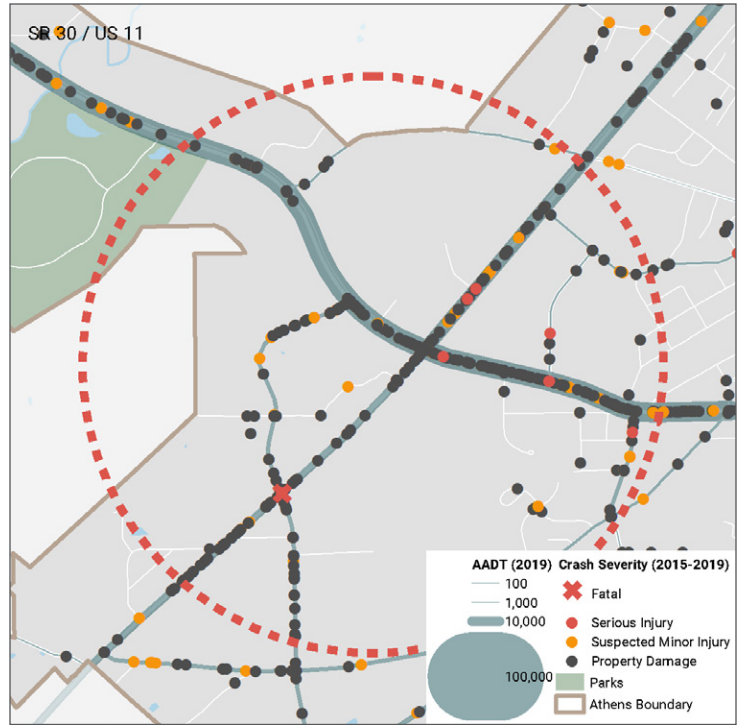 SR 30 / US 11
AADT (2019)
100
1,000
10,000
100,000
Crash Severity (2015-2019)
Fatal
Serious Injury
Suspected Minor Injury
Property Damage
Parks
Athens Boundary